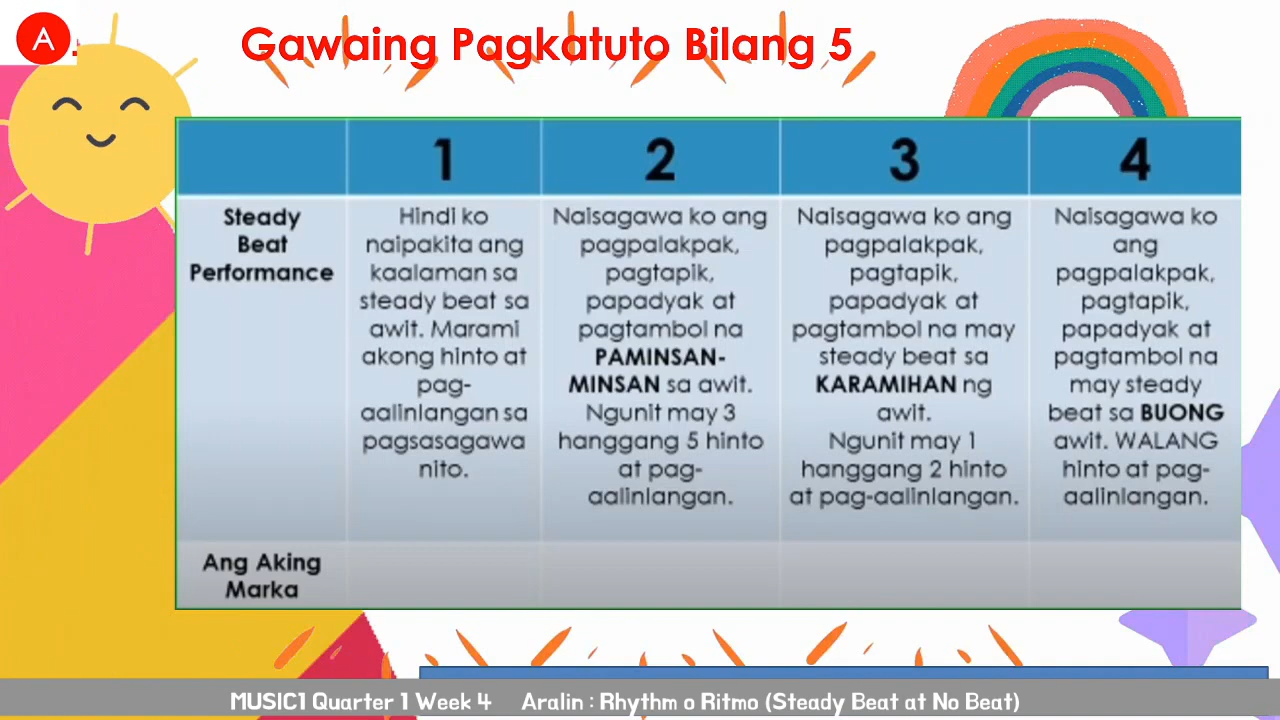 A.
Gawaing Pagkatuto Bilang 5
1
2
3
4
Steady
Beat
Performance
Hindi ko
naipakita ang
kaalaman sa
steady beat sa
awit. Marami
akong hinto at
pag-
aalinlangan sa
pagsasagawa
nito.
Naisagawa ko ang
pagpalakpak,
pagtapik,
papadyak at
pagtambol na
PAMINSAN-
MINSAN sa awit.
Ngunit may 3
hanggang 5 hinto
at pag-
aalinlangan.
Naisagawa ko ang
pagpalakpak,
pagtapik,
papadyak at
pagtambol na may
steady beat sa
KARAMIHAN ng
awit.
Ngunit may 1
hanggang 2 hinto
at pag-aalinlangan.
Naisagawa ko
ang
pagpalakpak,
pagtapik,
papadyak at
pagtambol na
may steady
beat sa BUONG
awit. WALANG
hinto at pag-
aalinlangan.
Ang Aking
Marka
MUSIC1 Quarter 1 Week 4 Aralin : Rhythm o Ritmo (Steady Beat at No Beat)